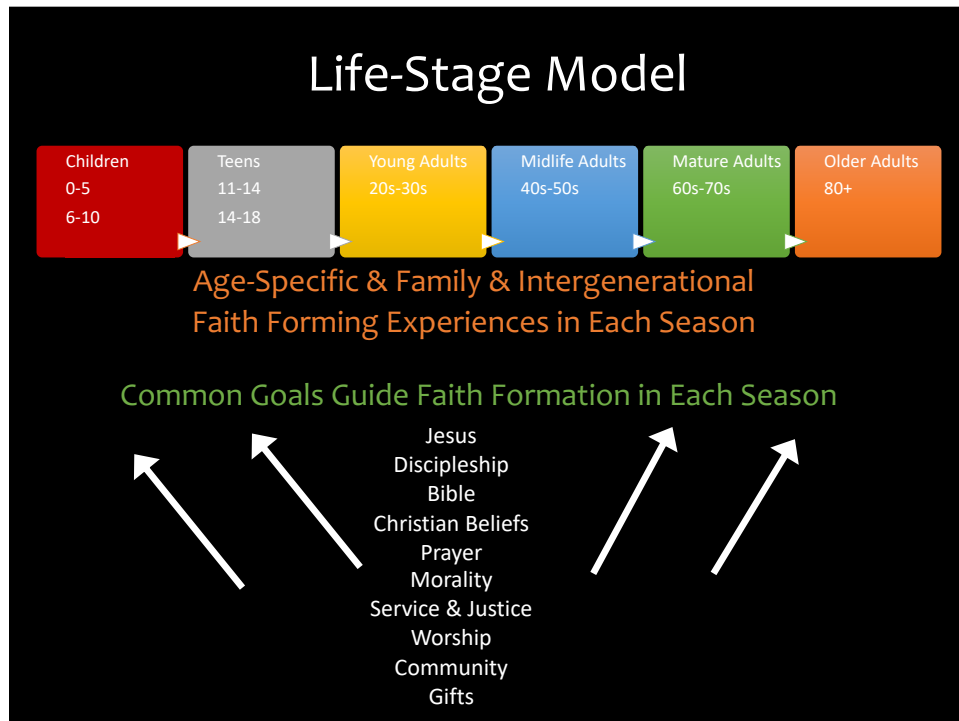 Life-Stage Model
Children
0-5
6-10
Teens
11-14
14-18
Young Adults
20s-30s
Midlife Adults
40s-50s
Mature Adults
60s-70s
Older Adults
80+
Age-Specific & Family & Intergenerational
Faith Forming Experiences in Each Season
Common Goals Guide Faith Formation in Each Season
Jesus
Discipleship
Bible
Christian Beliefs
Prayer
Morality
Service & Justice
Worship
Community
Gifts